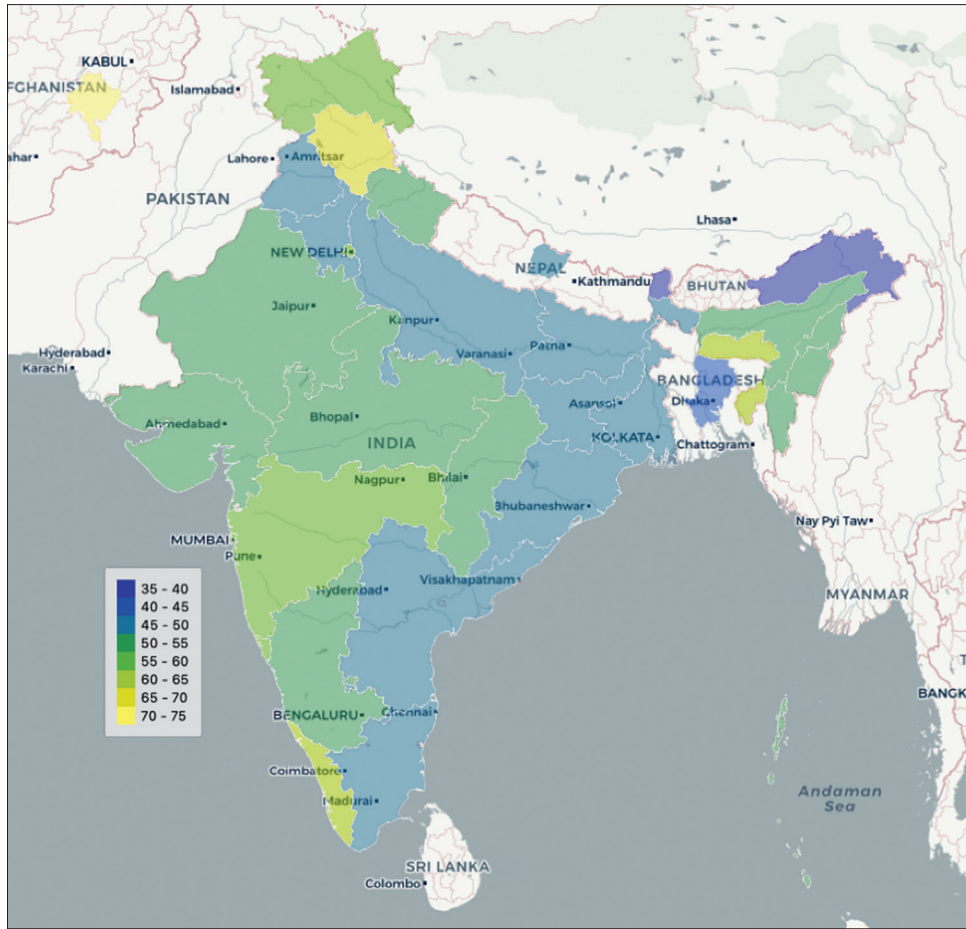 KABUL
FGHANISTAN
Islamabad
ahar
Lahore
Amritsar
PAKISTAN
Lhasa
NEW DELHI
NEPAL
Kathmandu
BHUTAN
Jaipur
Kanpur
Hyderabad
Karachi
Varanasi
Patna
BANGLADESH
Dhaka
Asansol
Ahmedabad
Bhopal
INDIA
KOLKATA
Chattogram
Nagpur
Bhilai
Bhubaneshwar
Nay Pyi Taw
MUMBAI
Pune
Visakhapatnam
Hyderabad
MYANMAR
35 - 40
40 - 45
45 - 50
50 - 55
55 - 60
60 - 65
65 - 70
70 - 75
T
BANGK
BENGALURU
Chennai
Coimbatore
Madurai
Andaman
Sea
SRI LANKA
Colombo